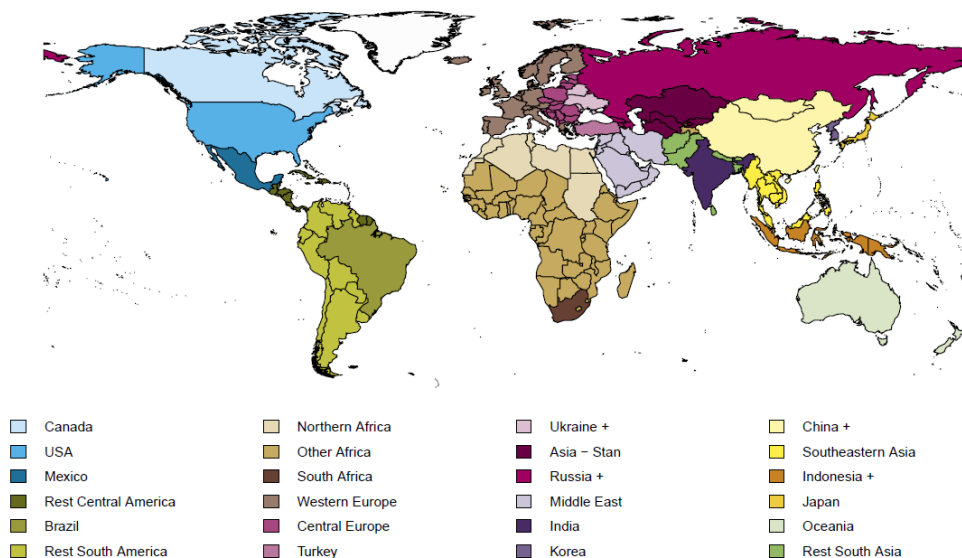 Canada
USA
Mexico
Rest Central America
Brazil
Rest South America
Northern Africa
Other Africa
South Africa
Western Europe
Central Europe
Turkey
Ukraine +
Asia − Stan
Russia +
Middle East
India
Korea
China +
Southeastern Asia
Indonesia +
Japan
Oceania
Rest South Asia